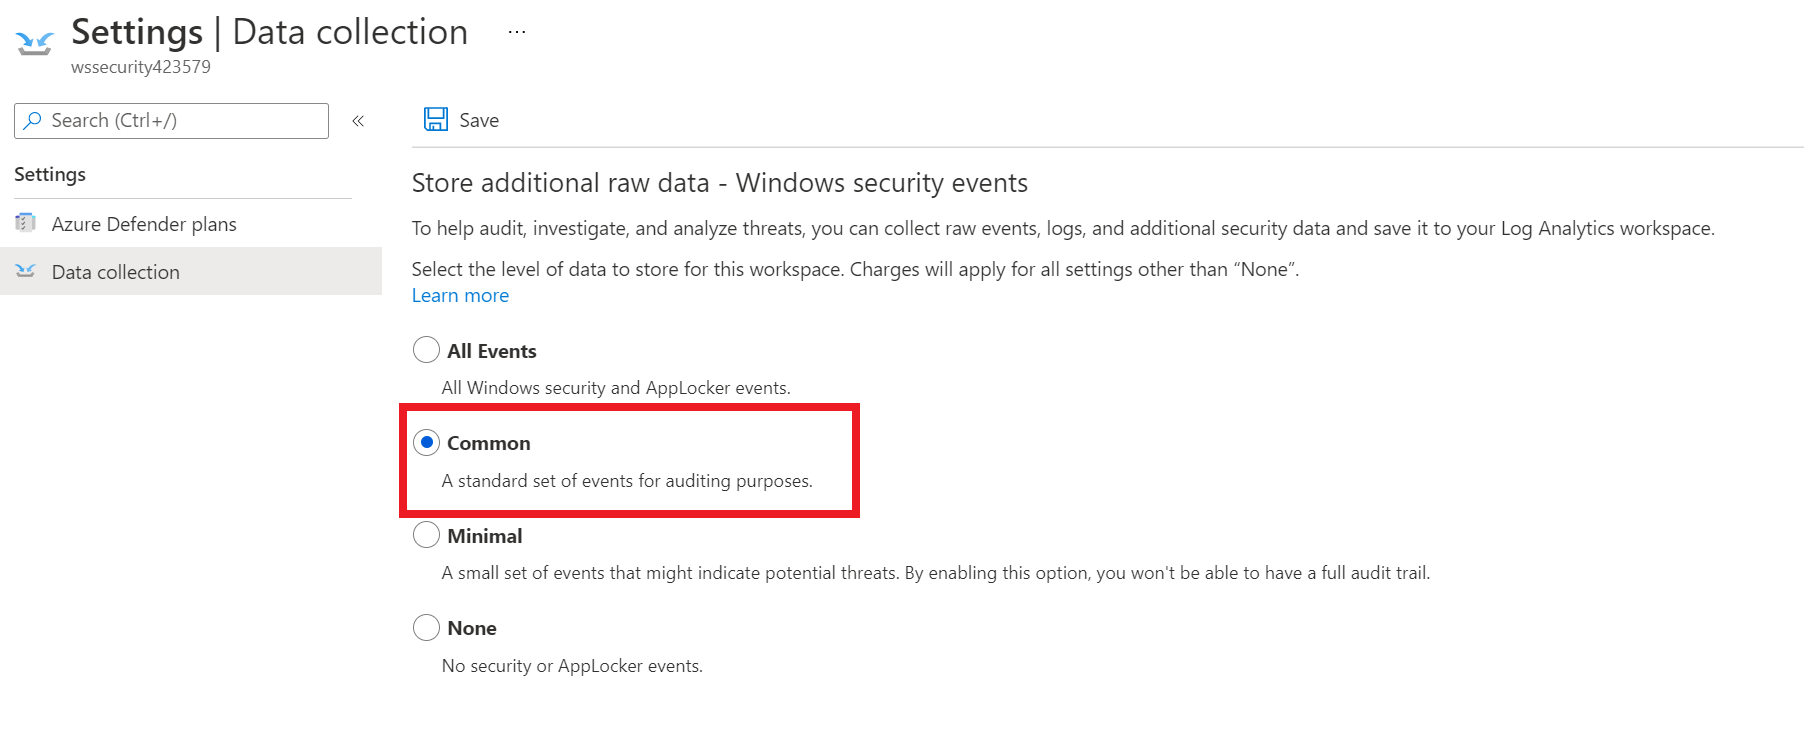 Settings | Data collection ...
wssecurity423579
Search (Ctrl+/)
«
Save
Settings
Azure Defender plans
Data collection
Store additional raw data - Windows security events
To help audit, investigate, and analyze threats, you can collect raw events, logs, and additional security data and save it to your Log Analytics workspace.
Select the level of data to store for this workspace. Charges will apply for all settings other than “None”.
Learn more
All Events
All Windows security and AppLocker events.
Common
A standard set of events for auditing purposes.
Minimal
A small set of events that might indicate potential threats. By enabling this option, you won't be able to have a full audit trail.
None
No security or AppLocker events.